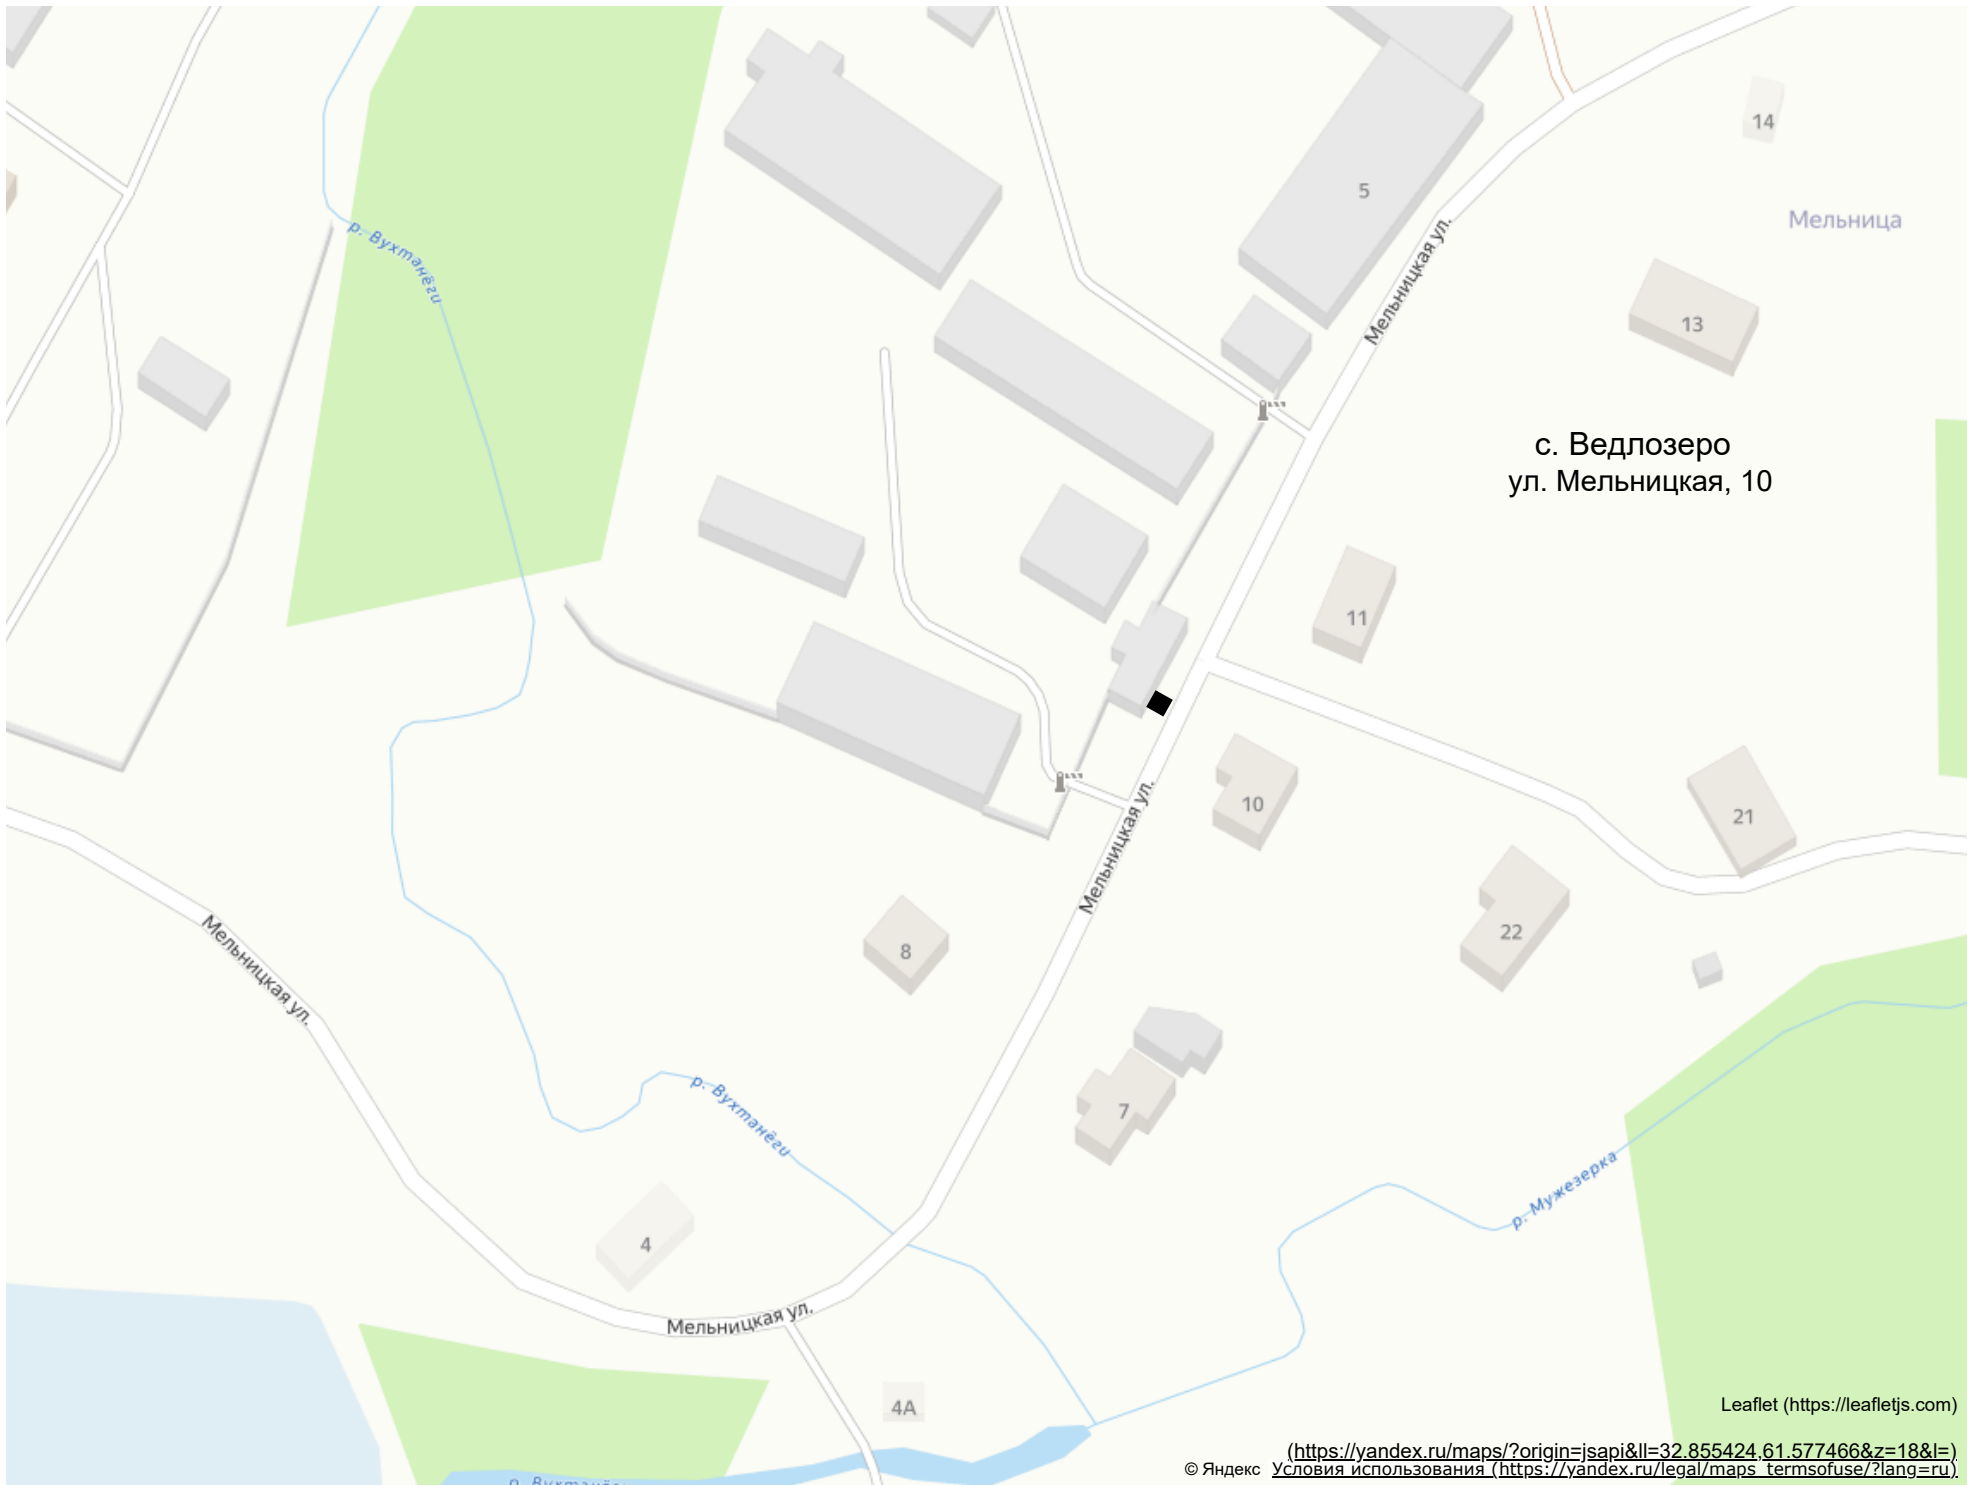 14
5
Мельница
р. Вухтанёги
Мельницкая ул.
13
с. Ведлозеро
ул. Мельницкая, 10
11
10
21
Мельницкая ул.
22
8
Мельницкая ул.
7
р. Вухтанёги
р. Мужезерка
4
Мельницкая ул.
4А
Leaflet (https://leafletjs.com)
(https://yandex.ru/maps/?origin=jsapi&ll=32.855424,61.577466&z=18&l=)
© Яндекс Условия использования (https://yandex.ru/legal/maps_termsofuse/?lang=ru)